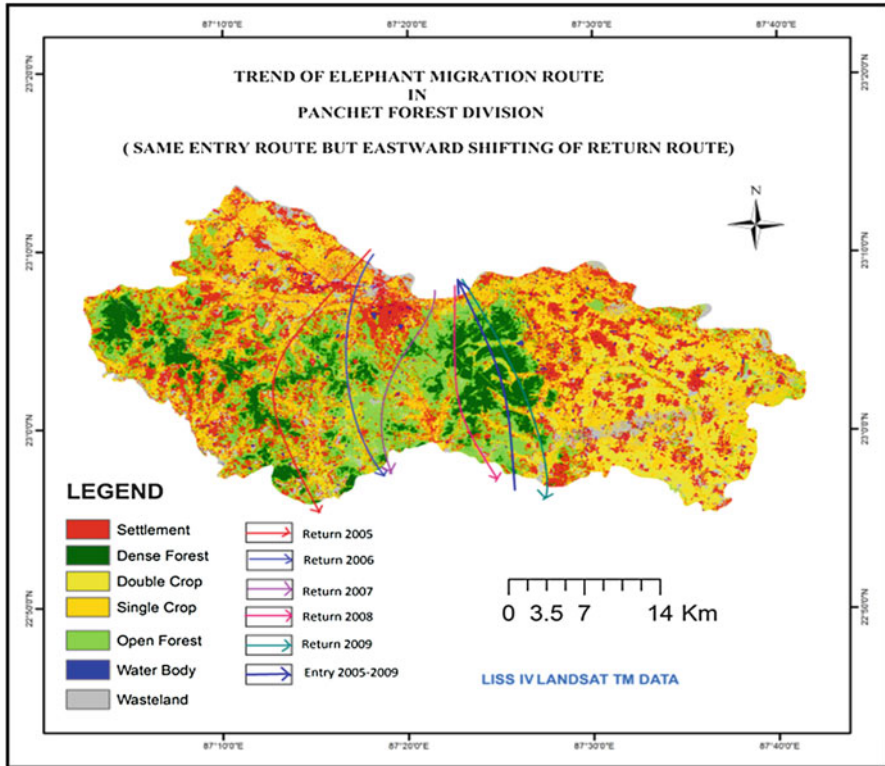 87°10'0"E 87°20'0"E 87°30'0"E 87°40'0"E
23°20'0"N 23°20'0"N
TREND OF ELEPHANT MIGRATION ROUTE
IN
PANCHET FOREST DIVISION
( SAME ENTRY ROUTE BUT EASTWARD SHIFTING OF RETURN ROUTE)
N
23°10'0"N 23°10'0"N
23°0'0"N 23°0'0"N
LEGEND
Settlement
Dense Forest
Double Crop
Single Crop
Open Forest
Water Body
Wasteland
Return 2005
Return 2006
Return 2007
Return 2008
Return 2009
Entry 2005-2009
0 3.5 7 14 Km
22°50'0"N 22°50'0"N
LISS IV LANDSAT TM DATA
87°10'0"E 87°20'0"E 87°30'0"E 87°40'0"E